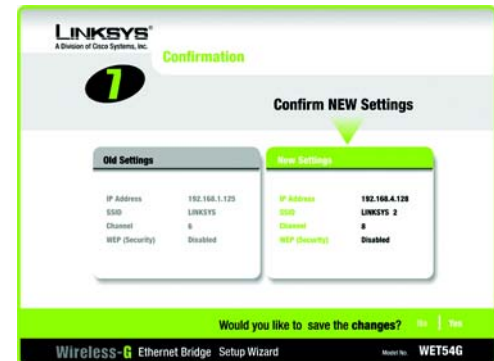 LINKSYS®
A Division of Cisco Systems, Inc.
7
Confirmation
Confirm NEW Settings
Old Settings
IP Address 192.168.1.125
SSID LINKSYS
Channel 6
WEP (Security) Disabled
New Settings
IP Address 192.168.4.128
SSID LINKSYS 2
Channel 8
WEP (Security) Disabled
Would you like to save the changes? No | Yes
Wireless-G Ethernet Bridge Setup Wizard Model No. WET54G